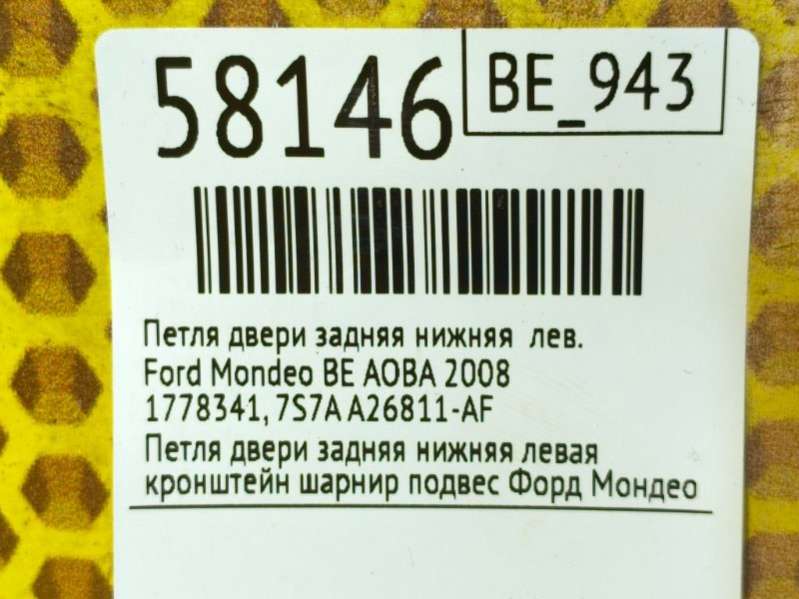 58146
BE_943
Петля двери задняя нижняя лев.
Ford Mondeo BE AOBA 2008
1778341, 7S7A A26811-AF
Петля двери задняя нижняя левая
кронштейн шарнир подвес Форд Мондео